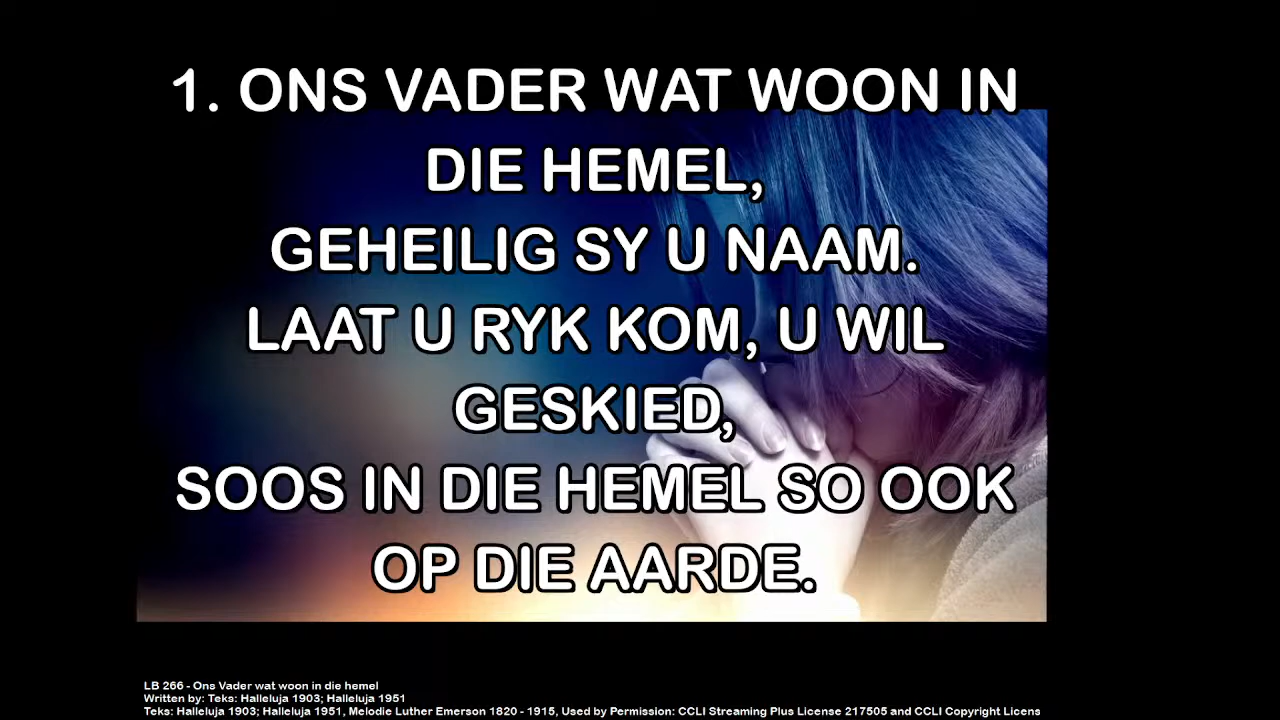 1. ONS VADER WAT WOON IN
DIE HEMEL,
GEHEILIG SY U NAAM.
LAAT U RYK KOM, U WIL
GESKIED,
SOOS IN DIE HEMEL SO OOK
OP DIE AARDE.
LB 266 - Ons Vader wat woon in die hemel
Written by: Teks: Halleluja 1903; Halleluja 1951
Teks: Halleluja 1903; Halleluja 1951, Melodie Luther Emerson 1820 - 1915, Used by Permission: CCLI Streaming Plus License 217505 and CCLI Copyright Licens